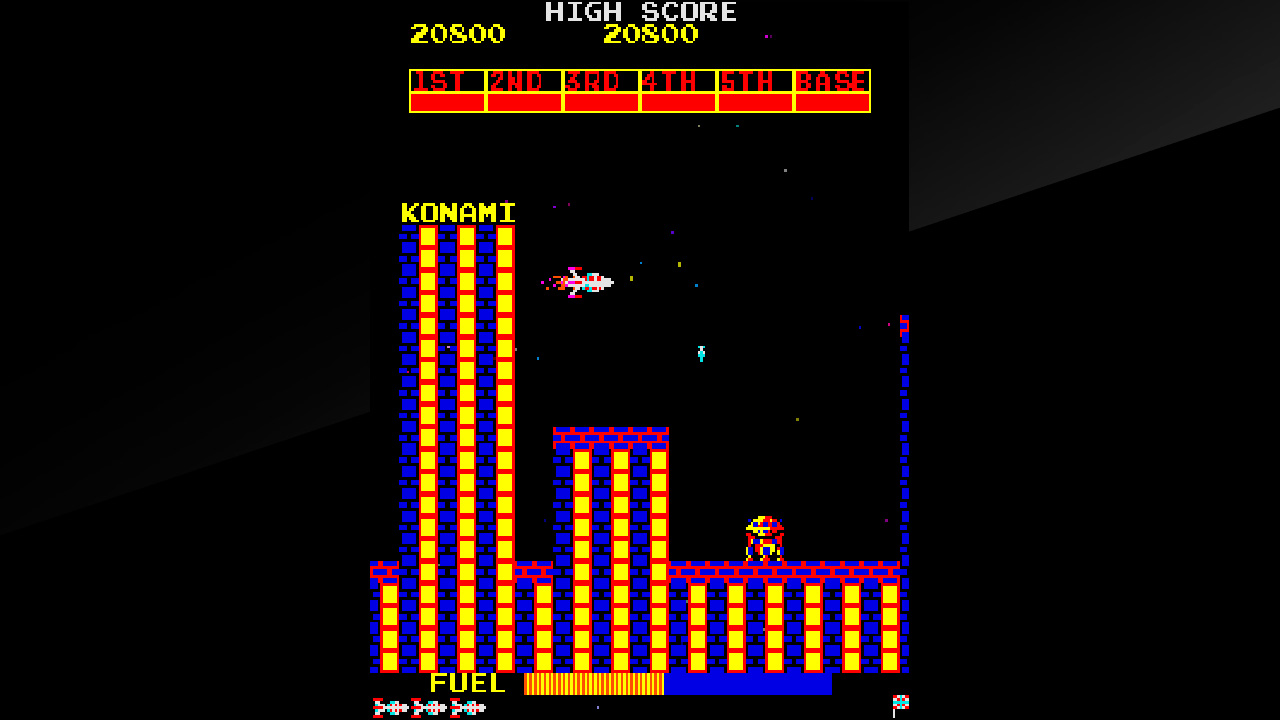 HIGH SCORE
20800 20800
1ST 2ND 3RD 4TH 5TH BASE
KONAMI
FUEL